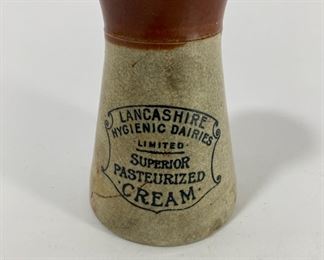 LANCASHIRE
HYGIENIC DAIRIES
LIMITED
SUPERIOR
PASTEURIZED
·CREAM·